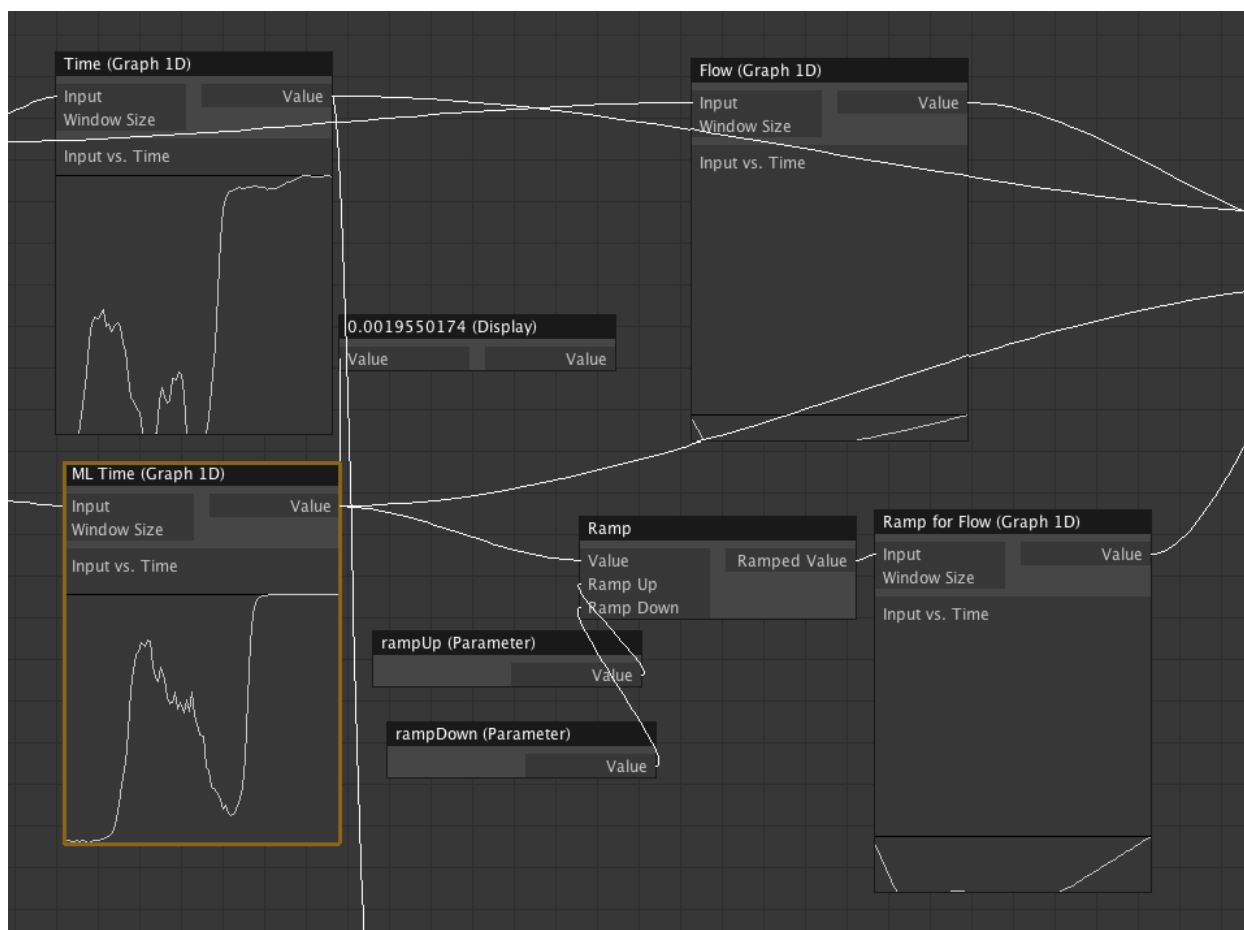 Time (Graph 1D)
Input Value
Window Size
Input vs. Time
Flow (Graph 1D)
Input Value
Window Size
Input vs. Time
0.0019550174 (Display)
Value Value
ML Time (Graph 1D)
Input Value
Window Size
Input vs. Time
Ramp
Value Ramped Value
Ramp Up
Ramp Down
Ramp for Flow (Graph 1D)
Input Value
Window Size
Input vs. Time
rampUp (Parameter)
Value
rampDown (Parameter)
Value